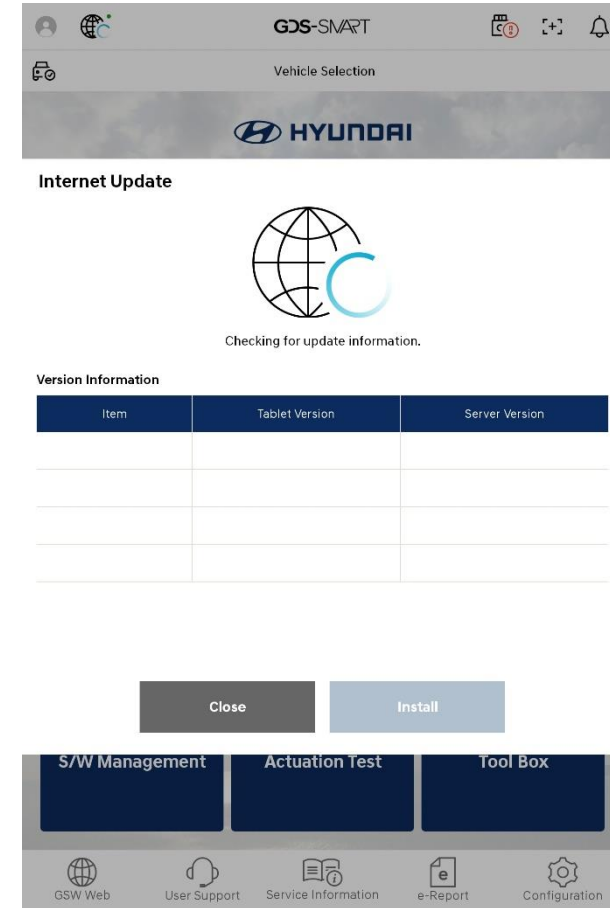 GDS-SMART
Vehicle Selection
HYUNDAI
Internet Update
Checking for update information.
Version Information
Item Tablet Version Server Version
Close Install
S/W Management Actuation Test Tool Box
GSW Web User Support Service Information e-Report Configuration